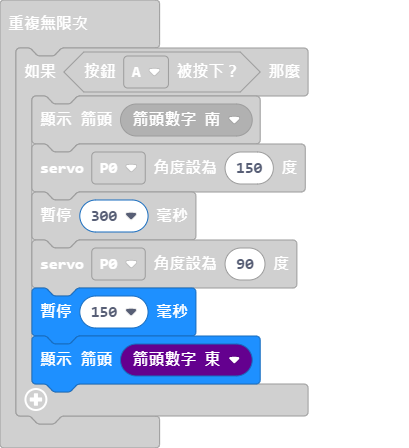 重複無限次
如果 按鈕 A 被按下？ 那麼
顯示 箭頭 箭頭數字 南
servo P0 角度設為 150 度
暫停 300 毫秒
servo P0 角度設為 90 度
暫停 150 毫秒
顯示 箭頭 箭頭數字 東